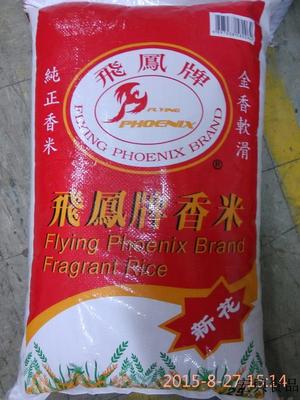 飛鳳牌
FLYING
PHOENIX
FLYING PHOENIX BRAND
純正香米
金香軟滑
®
飛鳳牌香米
Flying Phoenix Brand
Fragrant Rice
新花
2015-8-27 15:14